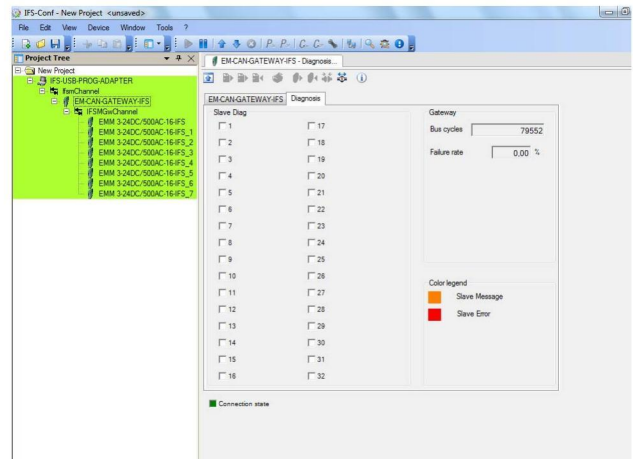 IFS-Conf - New Project <unsaved>
File Edit View Device Window Tools ?
Project Tree
New Project
IFS-USB-PROG-ADAPTER
IfsmChannel
EM-CAN-GATEWAY-IFS
IFSMGwChannel
EMM 3-24DC/500AC-16-IFS
EMM 3-24DC/500AC-16-IFS_1
EMM 3-24DC/500AC-16-IFS_2
EMM 3-24DC/500AC-16-IFS_3
EMM 3-24DC/500AC-16-IFS_4
EMM 3-24DC/500AC-16-IFS_5
EMM 3-24DC/500AC-16-IFS_6
EMM 3-24DC/500AC-16-IFS_7
EM-CAN-GATEWAY-IFS - Diagnosis...
EM-CAN-GATEWAY-IFS Diagnosis
Slave Diag
1 17
2 18
3 19
4 20
5 21
6 22
7 23
8 24
9 25
10 26
11 27
12 28
13 29
14 30
15 31
16 32
Gateway
Bus cycles 79552
Failure rate 0,00 %
Color legend
Slave Message
Slave Error
Connection state